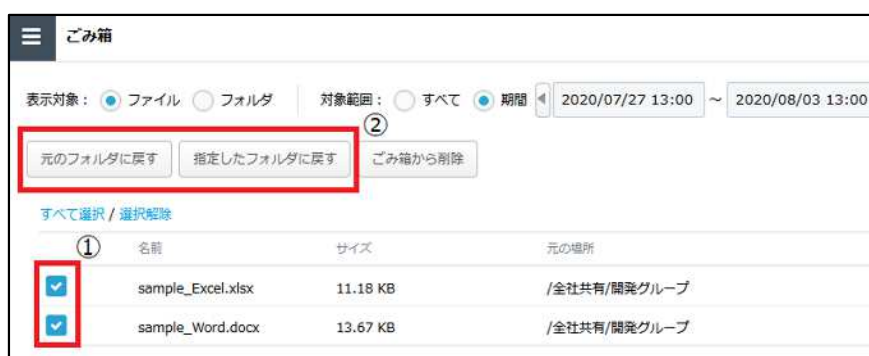 ごみ箱
表示対象： ファイル フォルダ 対象範囲： すべて 期間 2020/07/27 13:00 ～ 2020/08/03 13:00
②
元のフォルダに戻す 指定したフォルダに戻す ごみ箱から削除
すべて選択 / 選択解除
① 名前 サイズ 元の場所
sample_Excel.xlsx 11.18 KB /全社共有/開発グループ
sample_Word.docx 13.67 KB /全社共有/開発グループ